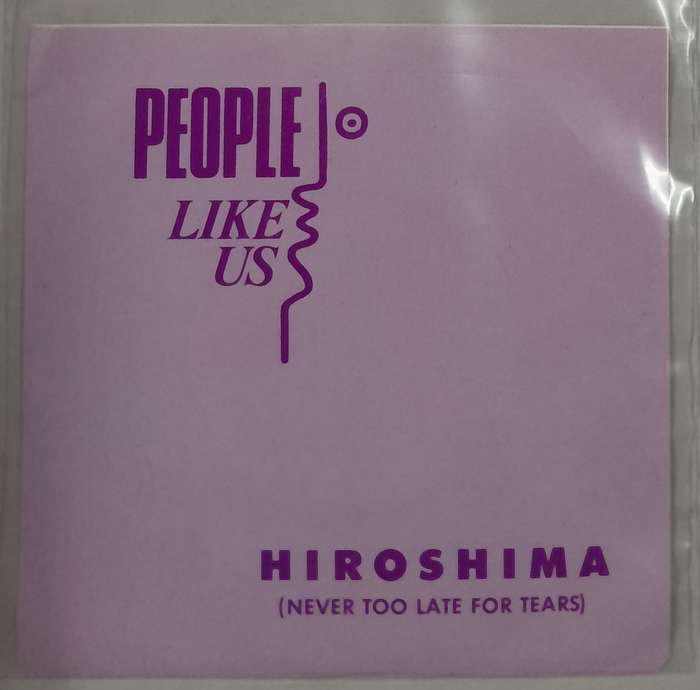 PEOPLE
LIKE
US
HIROSHIMA
(NEVER TOO LATE FOR TEARS)